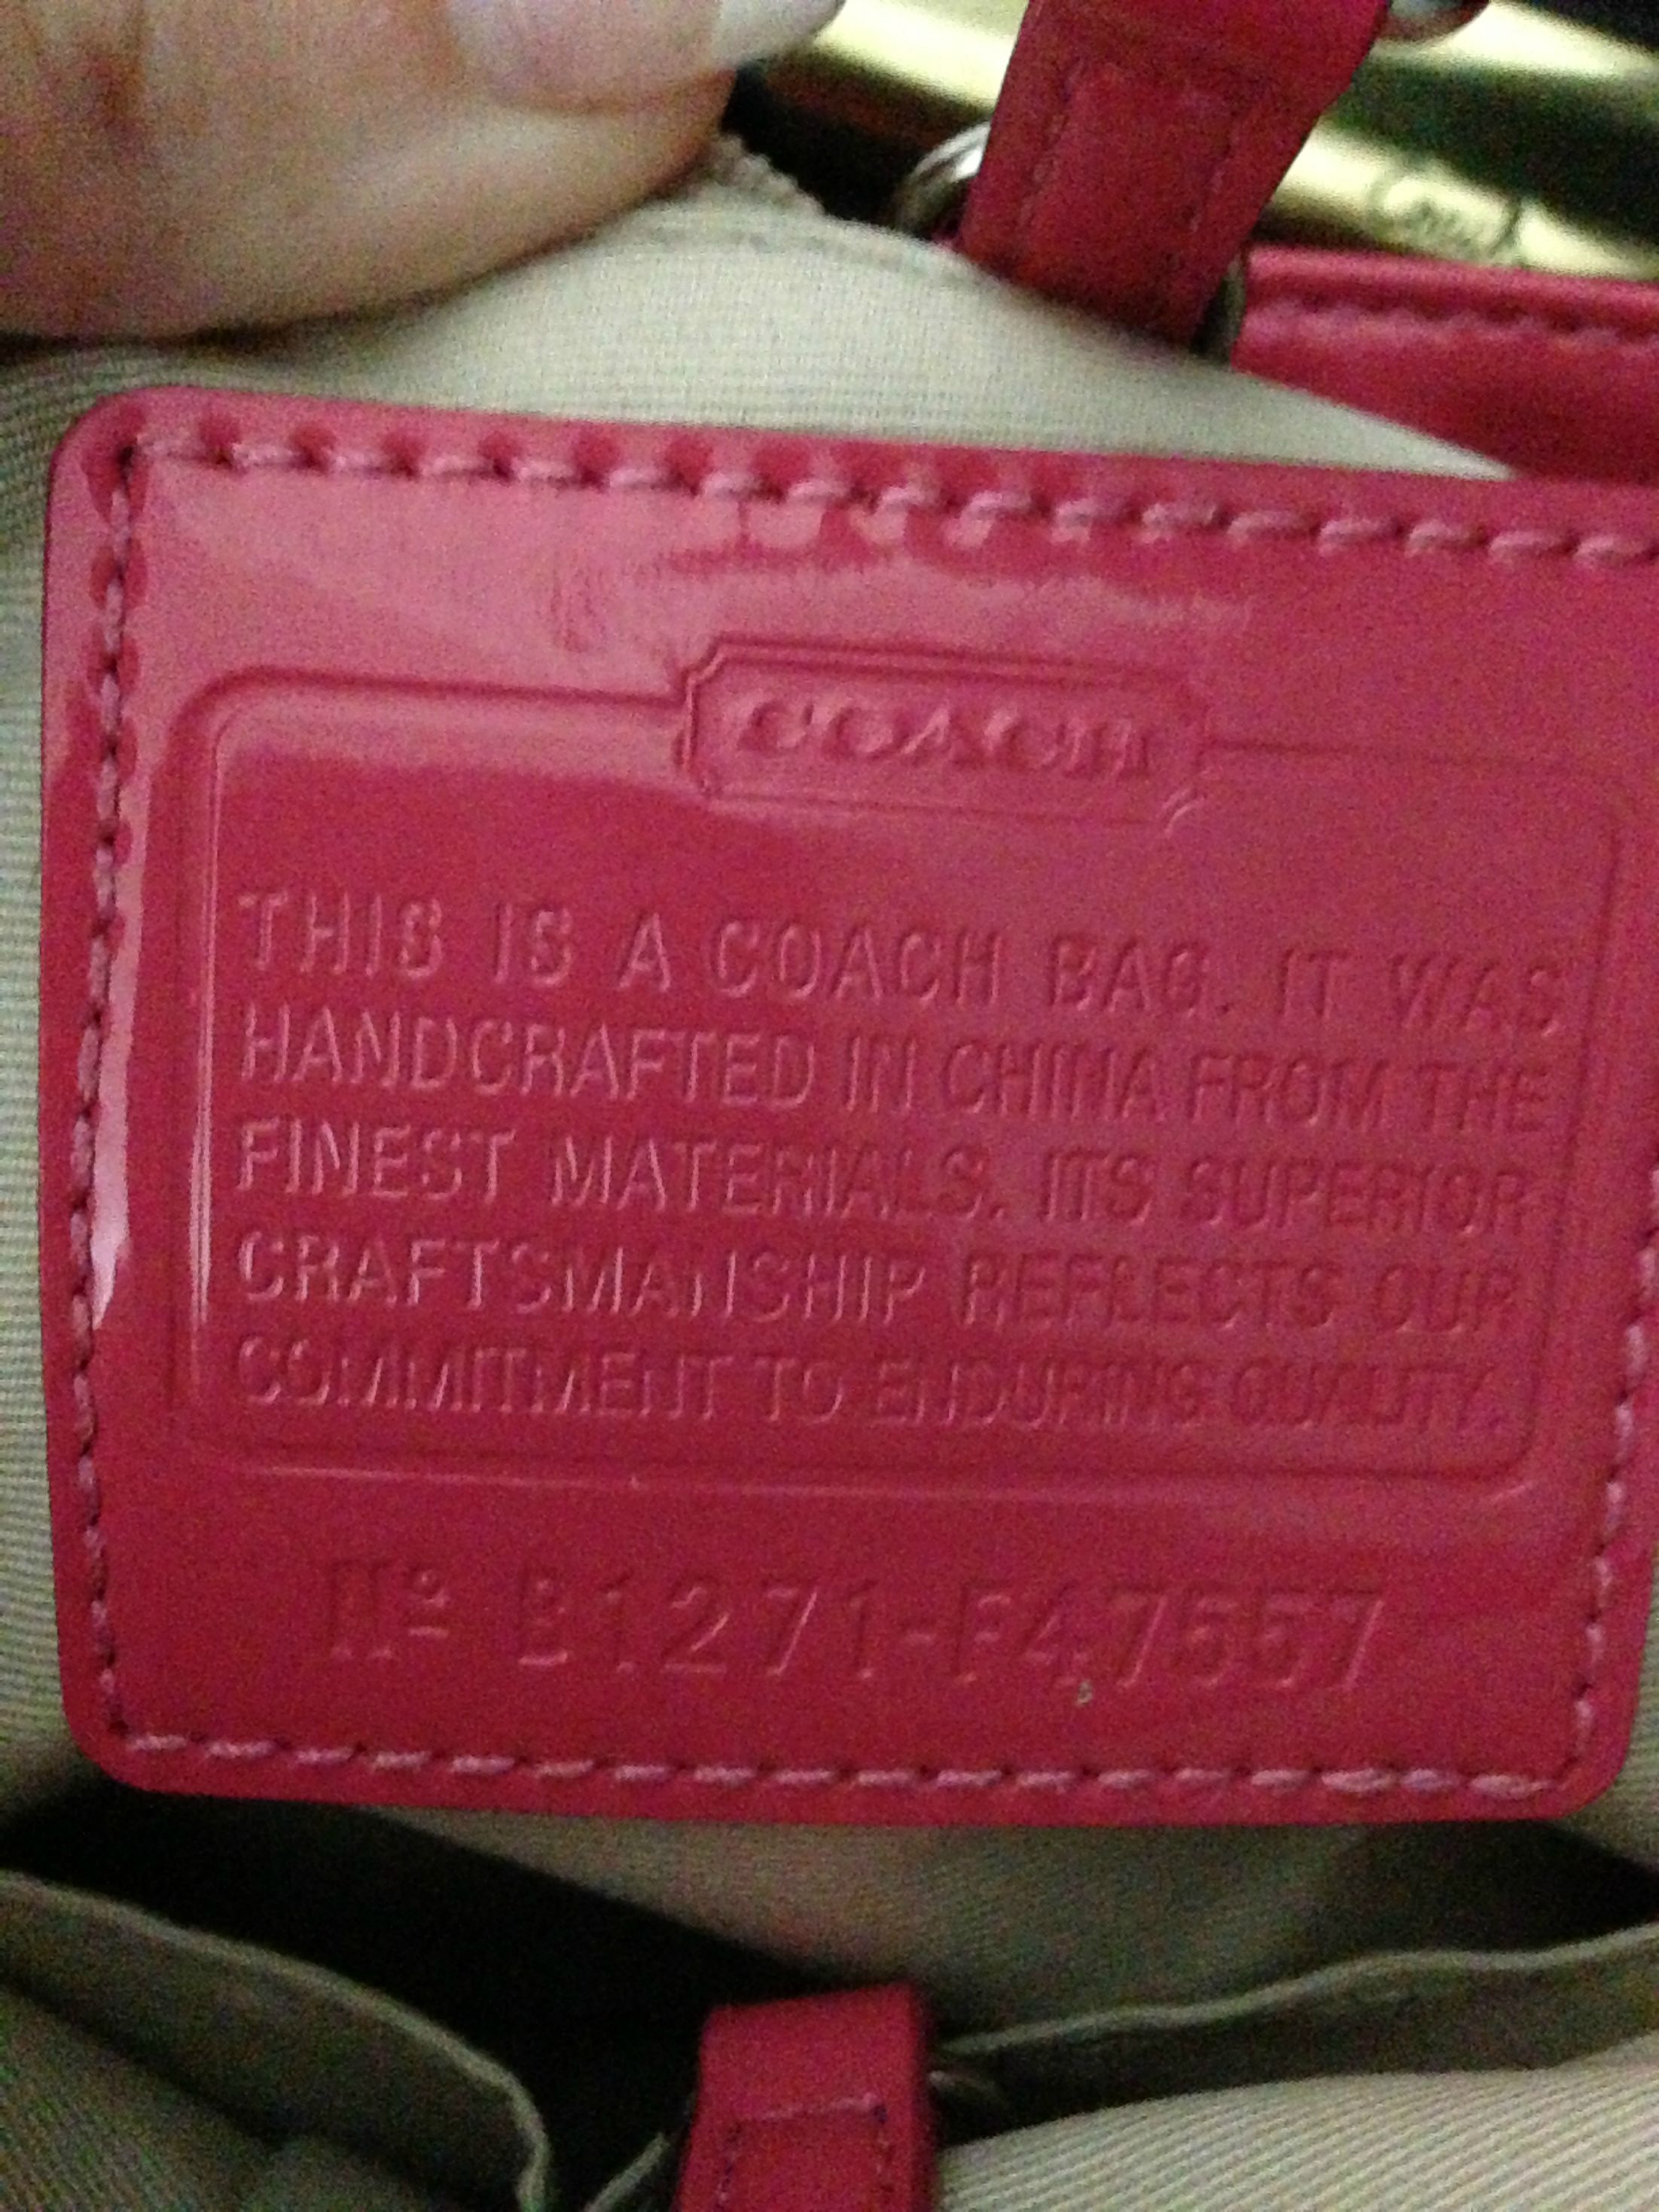 COACH
THIS IS A COACH BAG. IT WAS
HANDCRAFTED IN CHINA FROM THE
FINEST MATERIALS. ITS SUPERIOR
CRAFTSMANSHIP REFLECTS OUR
COMMITMENT TO ENDURING QUALITY.
Nº B1271-F47557